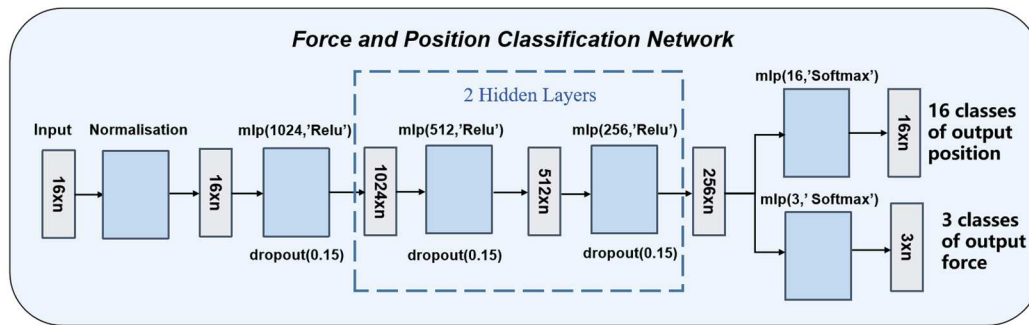 Force and Position Classification Network
2 Hidden Layers
Input
Normalisation
mlp(1024,'Relu')
mlp(512,'Relu')
mlp(256,'Relu')
mlp(16,'Softmax')
16xn
16xn
1024xn
512xn
256xn
16xn
16 classes
of output
position
mlp(3,' Softmax')
3xn
3 classes
of output
force
dropout(0.15)
dropout(0.15)
dropout(0.15)